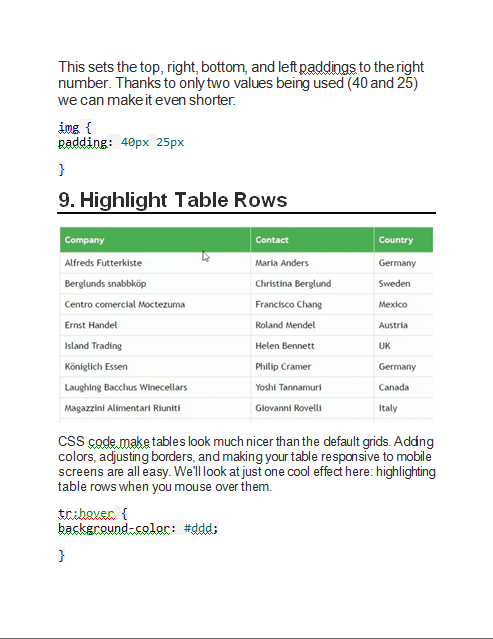 This sets the top, right, bottom, and left paddings to the right
number. Thanks to only two values being used (40 and 25)
we can make it even shorter:
img {
padding: 40px 25px
}
9. Highlight Table Rows
Company Contact Country
Alfreds Futterkiste Maria Anders Germany
Berglunds snabbköp Christina Berglund Sweden
Centro comercial Moctezuma Francisco Chang Mexico
Ernst Handel Roland Mendel Austria
Island Trading Helen Bennett UK
Königlich Essen Philip Cramer Germany
Laughing Bacchus Winecellars Yoshi Tannamuri Canada
Magazzini Alimentari Riuniti Giovanni Rovelli Italy
CSS code make tables look much nicer than the default grids. Adding
colors, adjusting borders, and making your table responsive to mobile
screens are all easy. We'll look at just one cool effect here: highlighting
table rows when you mouse over them.
tr:hover {
background-color: #ddd;
}